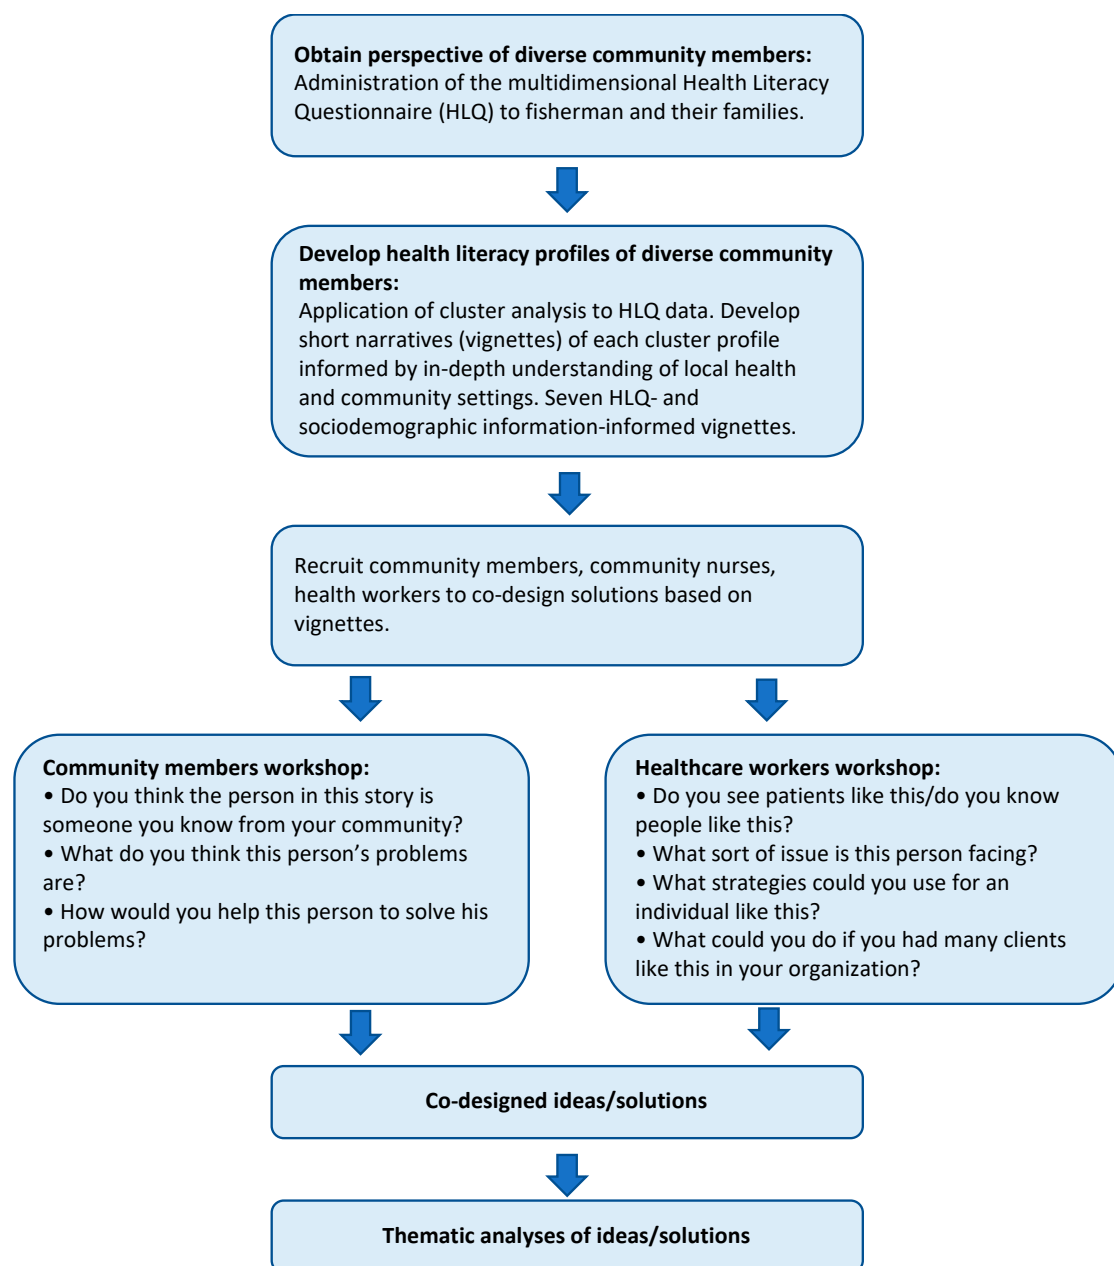 Obtain perspective of diverse community members:
Administration of the multidimensional Health Literacy
Questionnaire (HLQ) to fisherman and their families.
Develop health literacy profiles of diverse community
members:
Application of cluster analysis to HLQ data. Develop
short narratives (vignettes) of each cluster profile
informed by in-depth understanding of local health
and community settings. Seven HLQ- and
sociodemographic information-informed vignettes.
Recruit community members, community nurses,
health workers to co-design solutions based on
vignettes.
Community members workshop:
• Do you think the person in this story is
someone you know from your community?
• What do you think this person’s problems
are?
• How would you help this person to solve his
problems?
Healthcare workers workshop:
• Do you see patients like this/do you know
people like this?
• What sort of issue is this person facing?
• What strategies could you use for an
individual like this?
• What could you do if you had many clients
like this in your organization?
Co-designed ideas/solutions
Thematic analyses of ideas/solutions